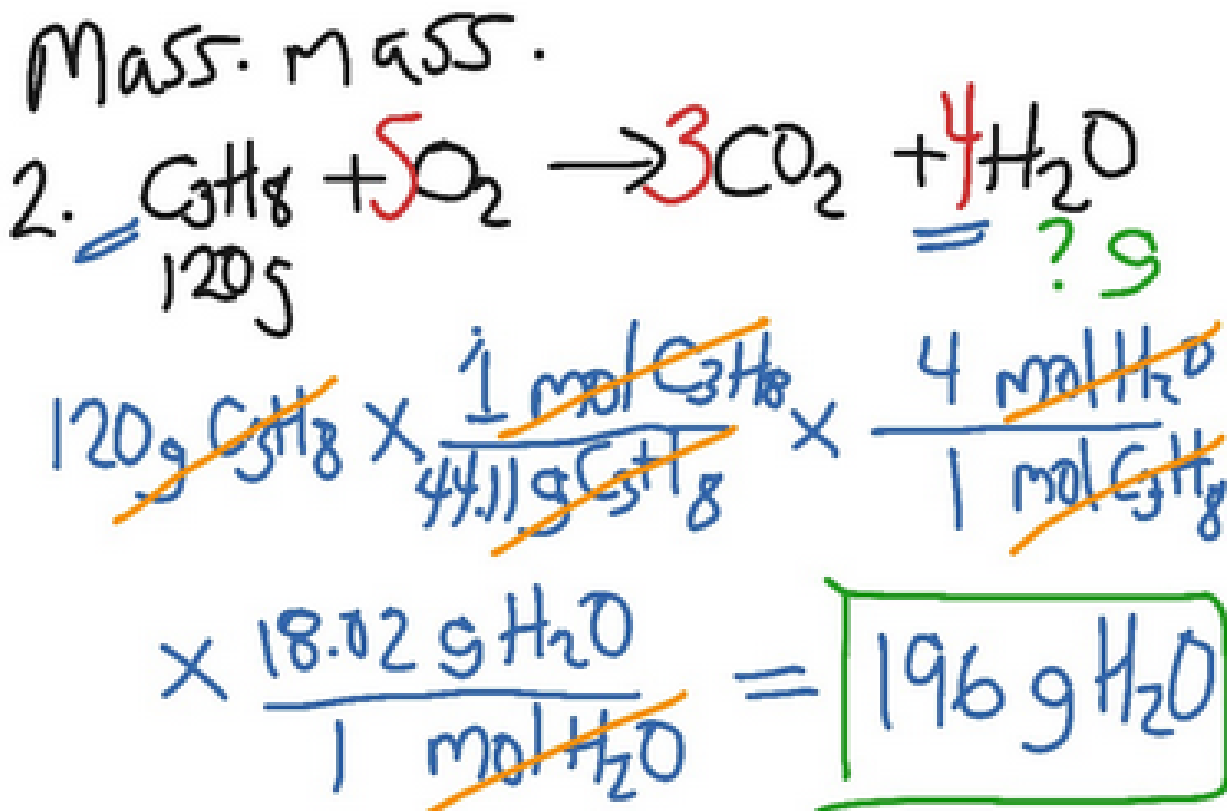 Mass. mass.
2. C₃H₈ + 5O₂ → 3CO₂ + 4H₂O
120g ? g
120g C₃H₈ × 1 mol C₃H₈ / 44.11 g C₃H₈ × 4 mol H₂O / 1 mol C₃H₈
× 18.02 g H₂O / 1 mol H₂O = 196 g H₂O